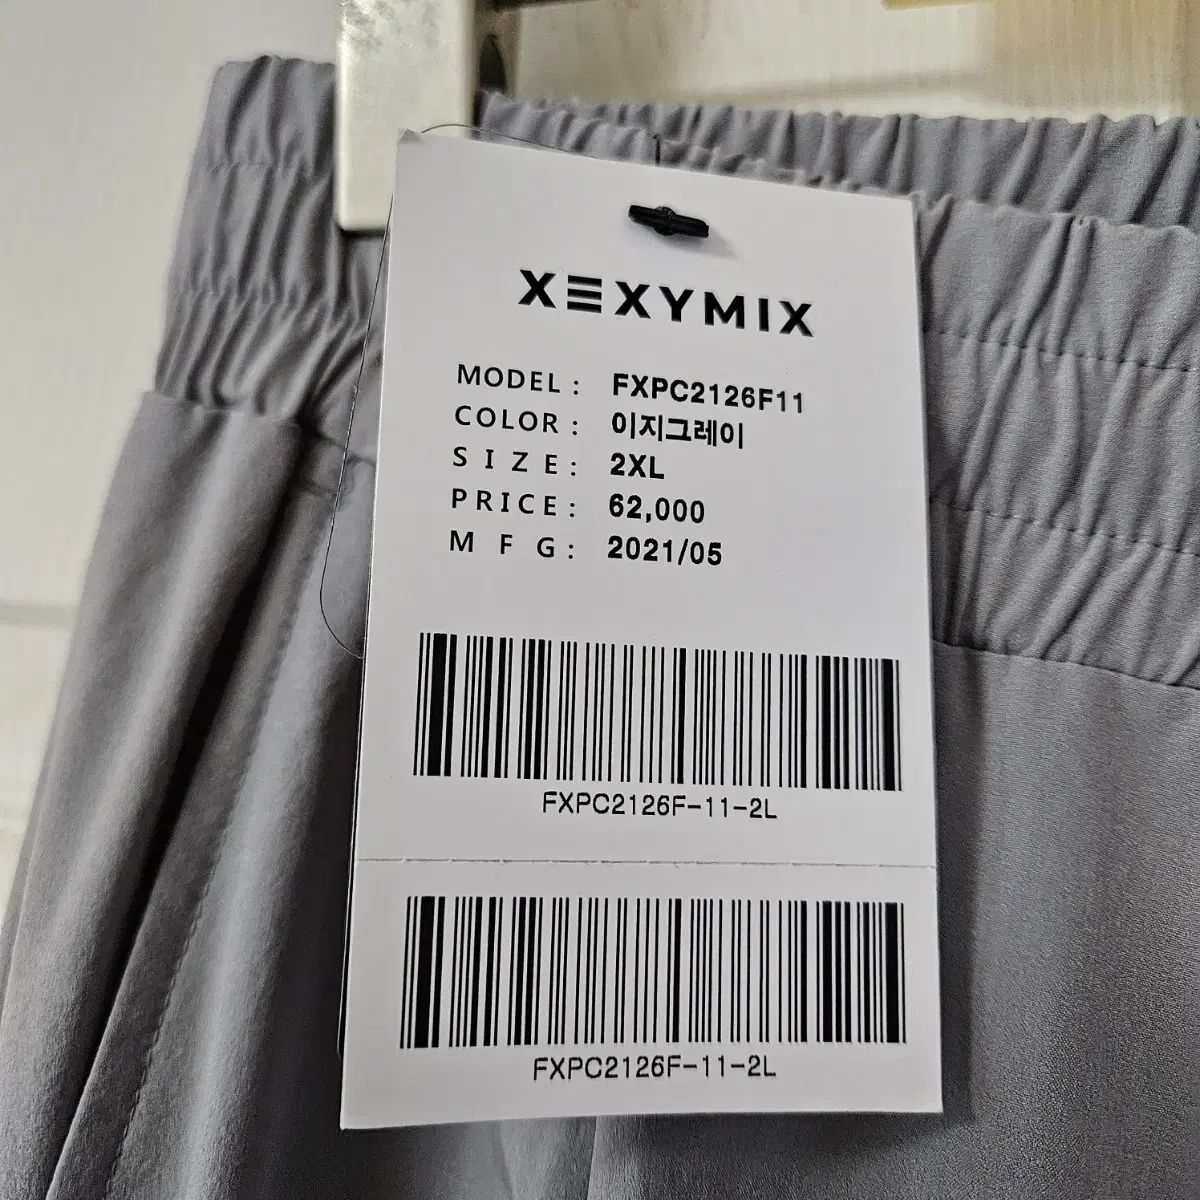 XEXYMIX
MODEL : FXPC2126F11
COLOR : 이지그레이
SIZE : 2XL
PRICE : 62,000
MFG : 2021/05
FXPC2126F-11-2L
FXPC2126F-11-2L